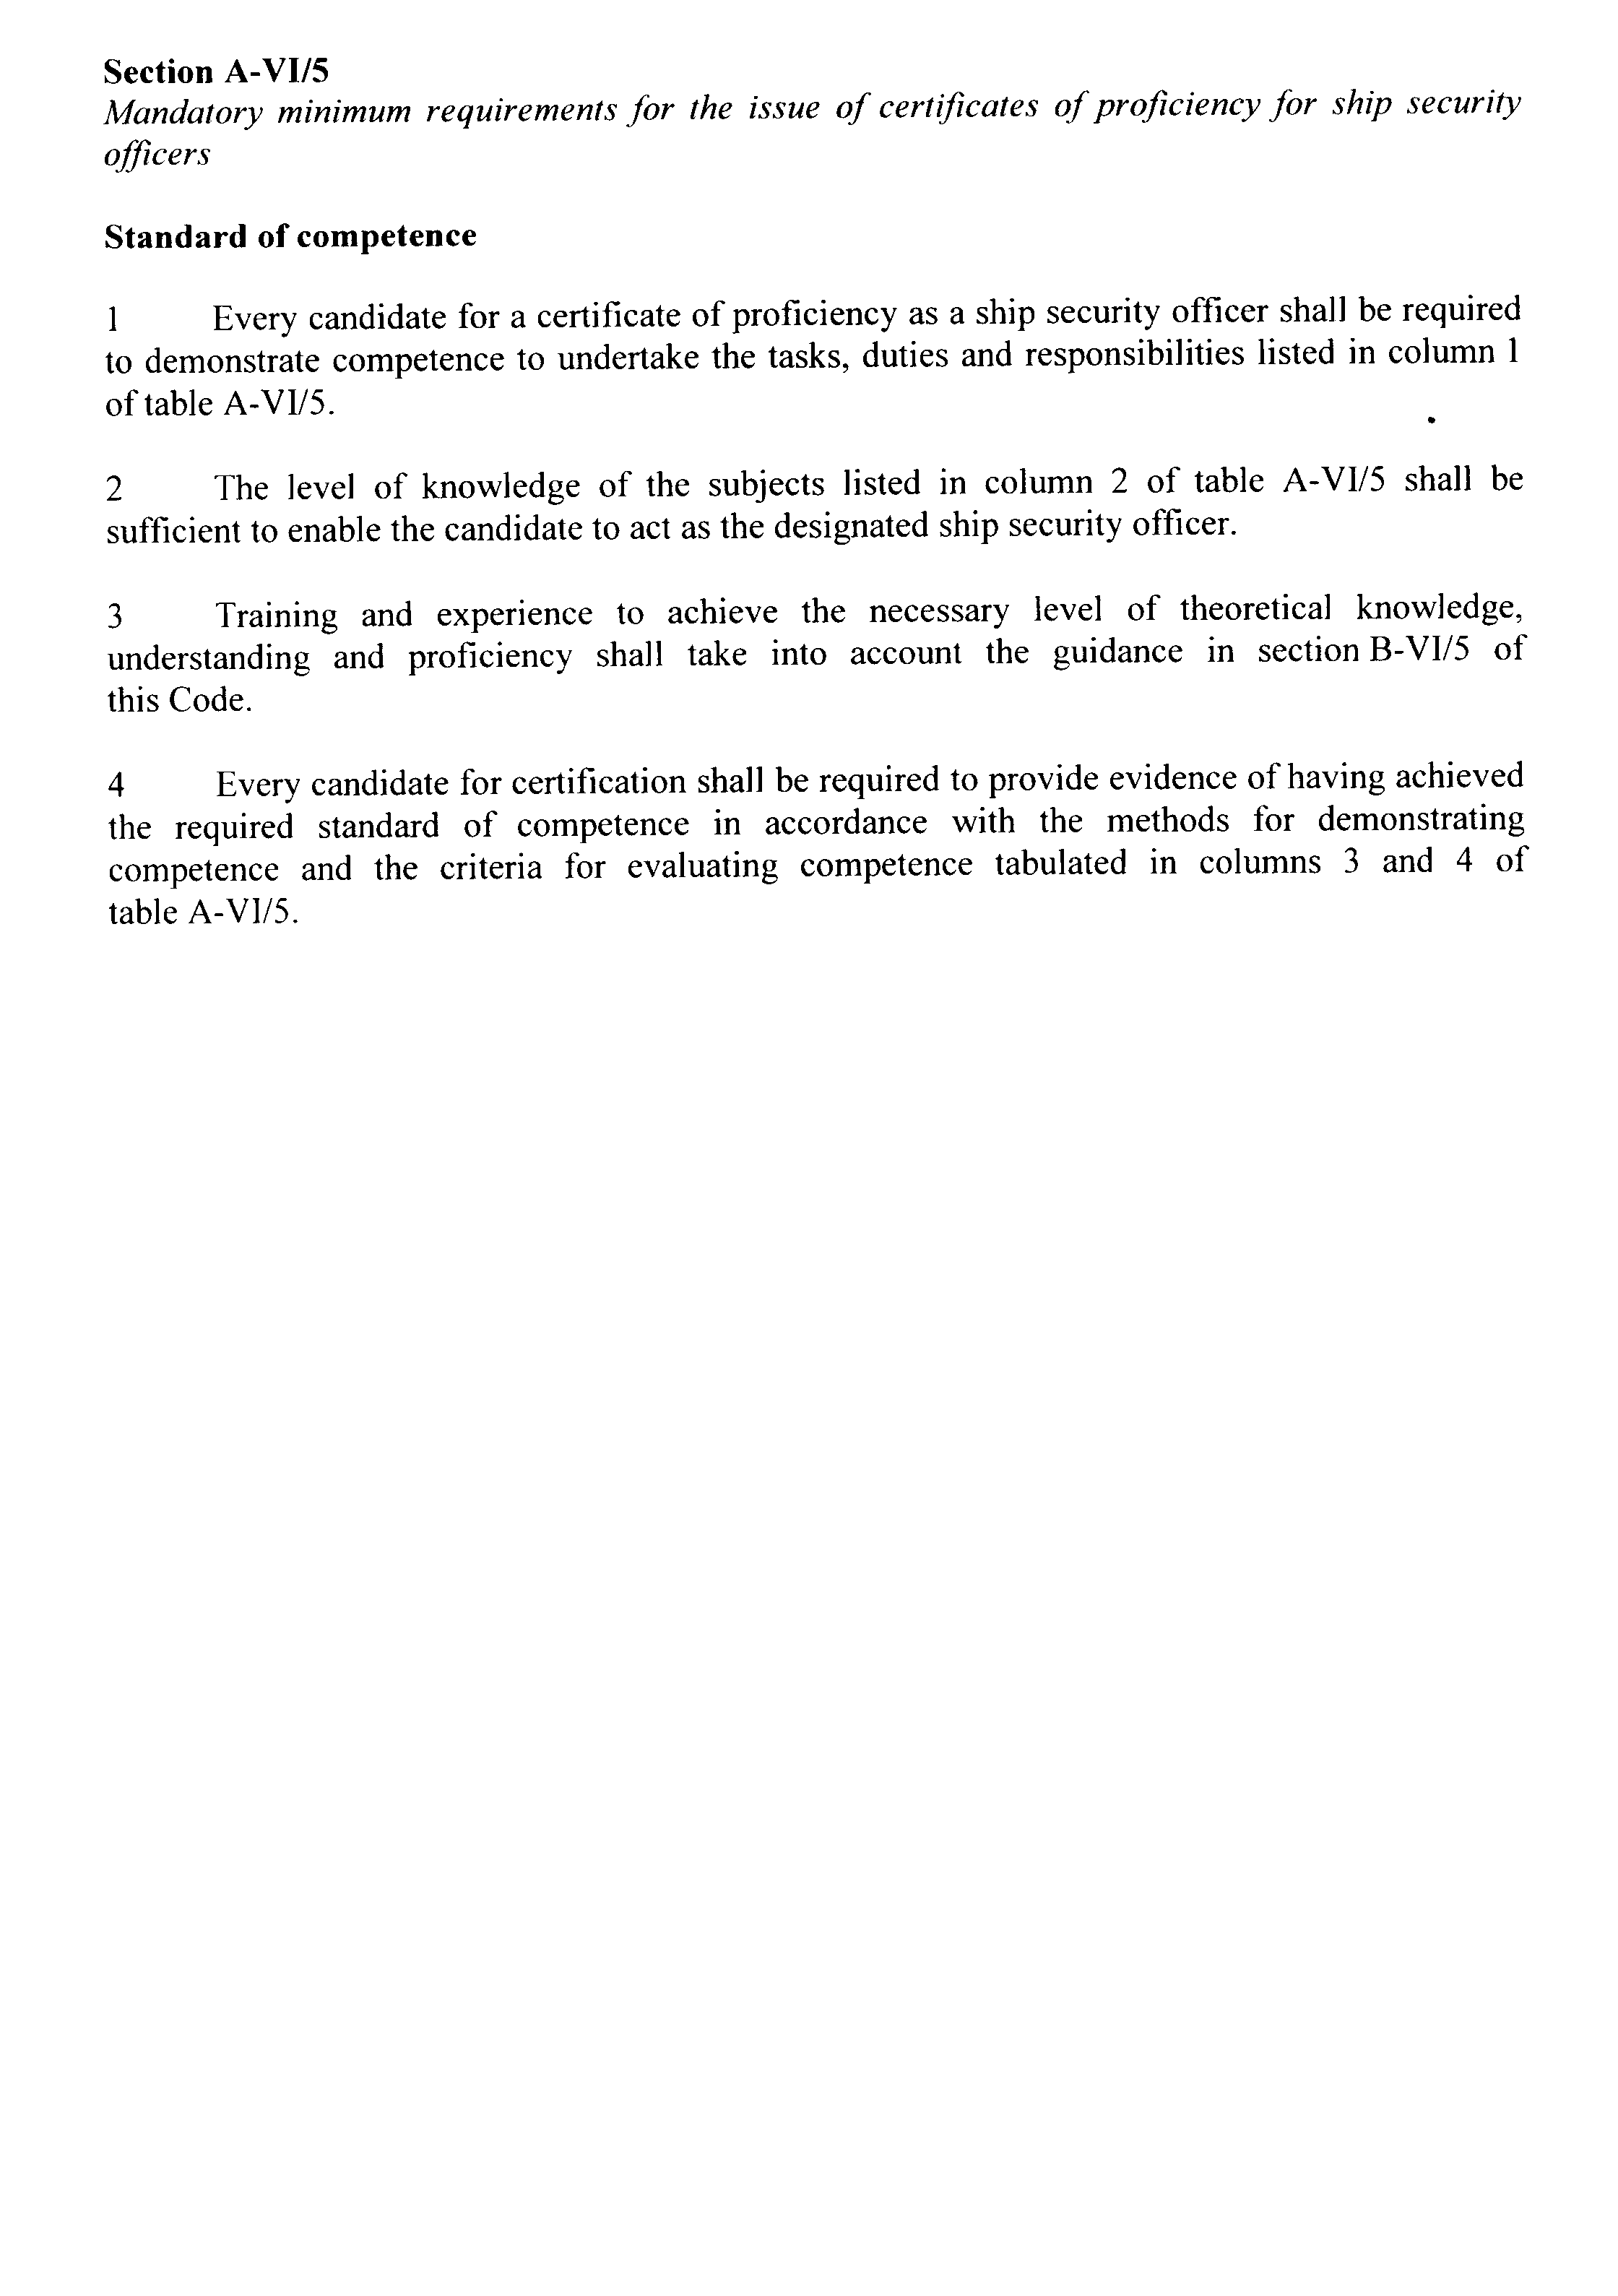 Section A-VI/5
Mandatory minimum requirements for the issue of certificates of proficiency for ship security
officers
Standard of competence
1 Every candidate for a certificate of proficiency as a ship security officer shall be required
to demonstrate competence to undertake the tasks, duties and responsibilities listed in column 1
of table A-VI/5.
2 The level of knowledge of the subjects listed in column 2 of table A-VI/5 shall be
sufficient to enable the candidate to act as the designated ship security officer.
3 Training and experience to achieve the necessary level of theoretical knowledge,
understanding and proficiency shall take into account the guidance in section B-VI/5 of
this Code.
4 Every candidate for certification shall be required to provide evidence of having achieved
the required standard of competence in accordance with the methods for demonstrating
competence and the criteria for evaluating competence tabulated in columns 3 and 4 of
table A-VI/5.